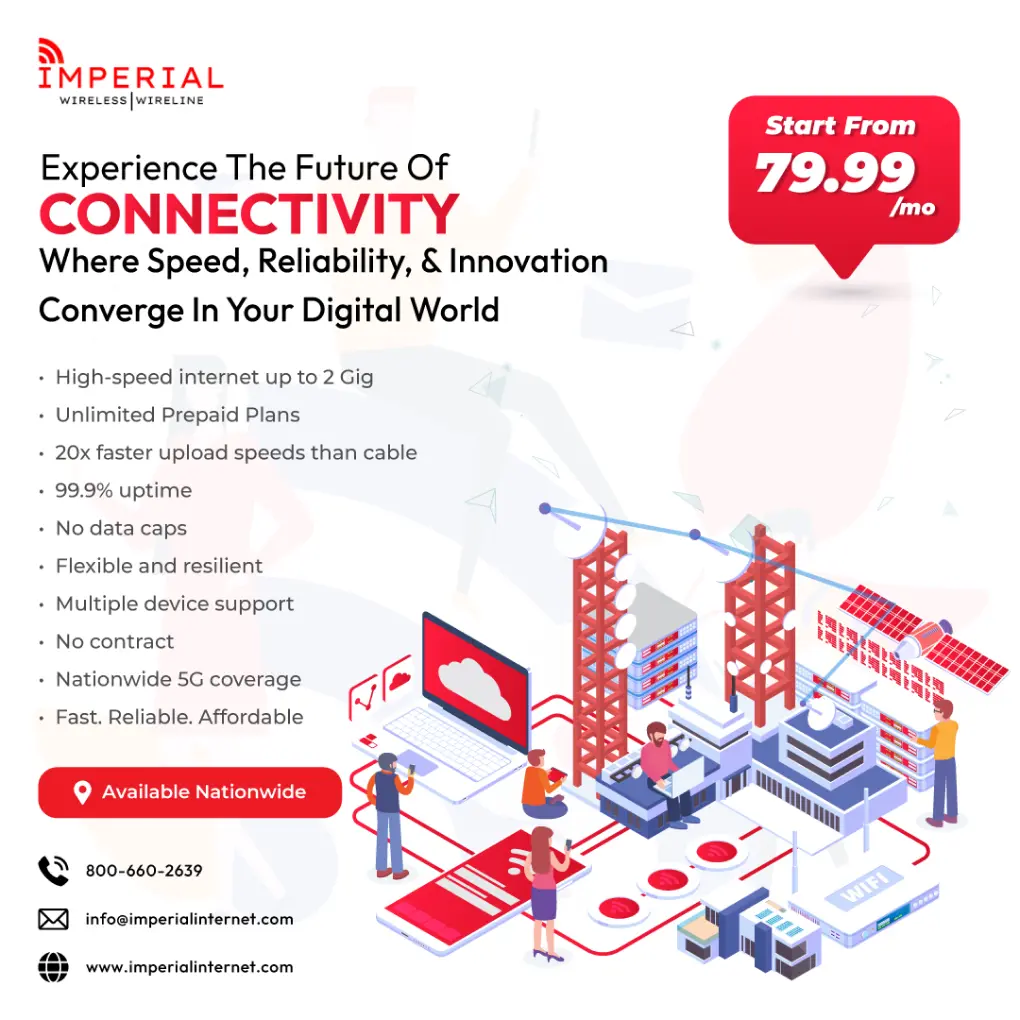 IMPERIAL
WIRELESS|WIRELINE
Start From
79.99
/mo
Experience The Future Of
CONNECTIVITY
Where Speed, Reliability, & Innovation
Converge In Your Digital World
• High-speed internet up to 2 Gig
• Unlimited Prepaid Plans
• 20x faster upload speeds than cable
• 99.9% uptime
• No data caps
• Flexible and resilient
• Multiple device support
• No contract
• Nationwide 5G coverage
• Fast. Reliable. Affordable
Available Nationwide
800-660-2639
info@imperialinternet.com
www.imperialinternet.com
WIFI